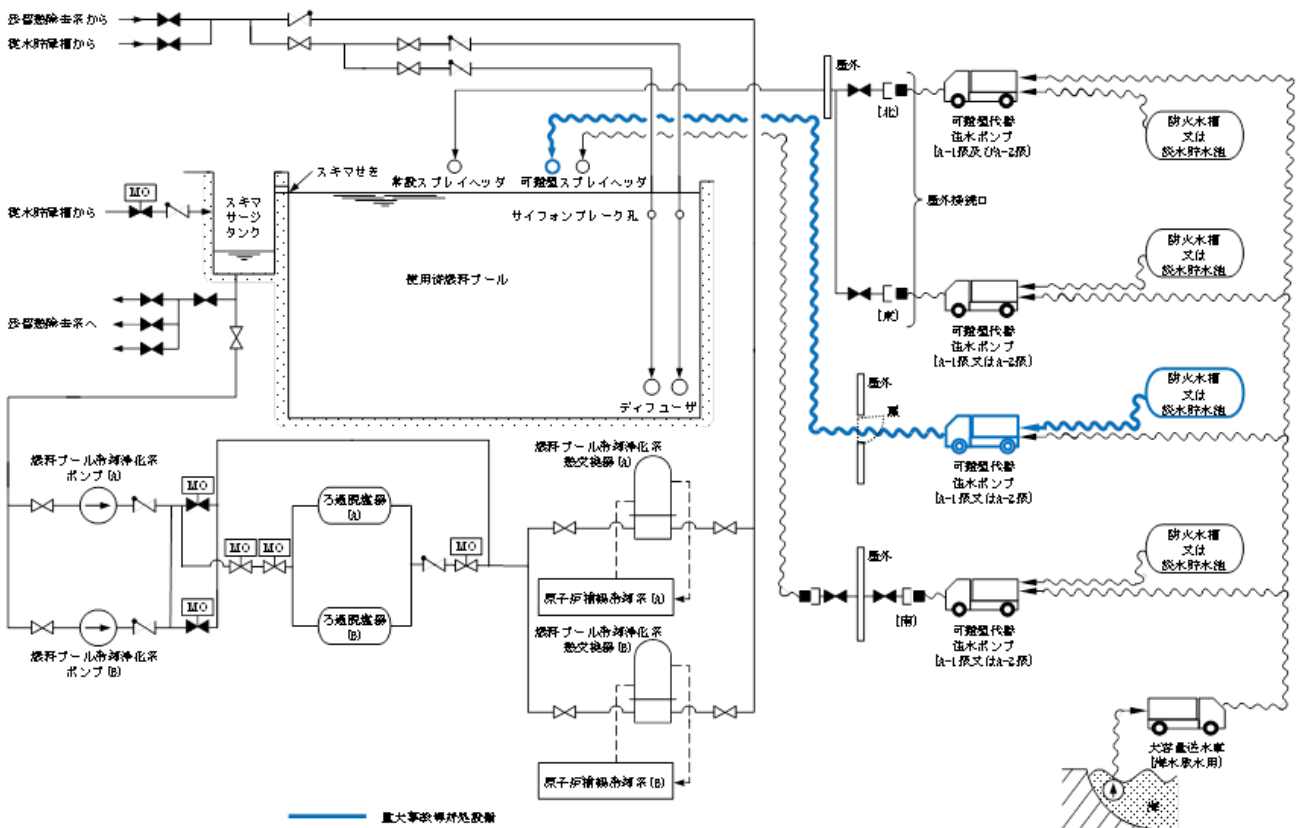 残留熱除去系から
復水貯蔵槽から
スキマせき
常設スプレイヘッダ
可搬型スプレイヘッダ
MO
復水貯蔵槽から
スキマ
サージ
タンク
サイフォンブレーク孔
使用済燃料プール
残留熱除去系へ
ディフューザ
屋外
[北]
可搬型代替
注水ポンプ
[A-1級及びA-2級]
防火水槽
又は
淡水貯水池
屋外接続口
[東]
可搬型代替
注水ポンプ
[A-1級又はA-2級]
防火水槽
又は
淡水貯水池
屋外
扉
可搬型代替
注水ポンプ
[A-1級又はA-2級]
防火水槽
又は
淡水貯水池
屋外
[南]
可搬型代替
注水ポンプ
[A-1級又はA-2級]
防火水槽
又は
淡水貯水池
大容量送水車
[海水取水用]
海
燃料プール冷却浄化系
ポンプ(A)
MO
MO
MO
MO
燃料プール冷却浄化系
ポンプ(B)
ろ過脱塩器
(A)
ろ過脱塩器
(B)
MO
燃料プール冷却浄化系
熱交換器(A)
原子炉補機冷却系(A)
燃料プール冷却浄化系
熱交換器(B)
原子炉補機冷却系(B)
重大事故等対処設備